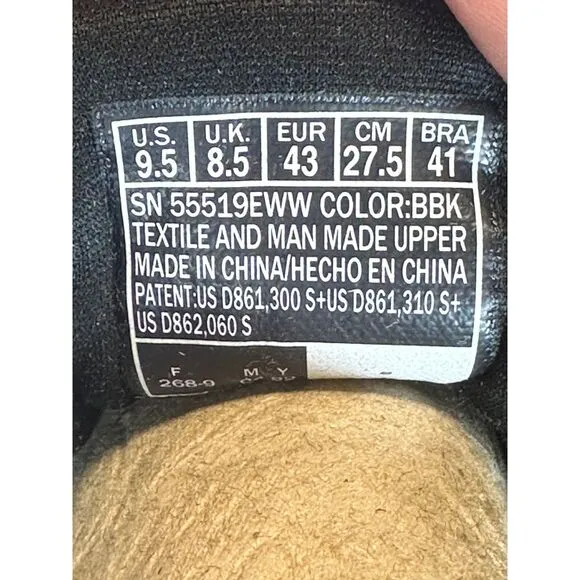 U.S. U.K. EUR CM BRA
9.5 8.5 43 27.5 41
SN 55519EWW COLOR:BBK
TEXTILE AND MAN MADE UPPER
MADE IN CHINA/HECHO EN CHINA
PATENT:US D861,300 S+US D861,310 S+
US D862,060 S
F M Y
268-9